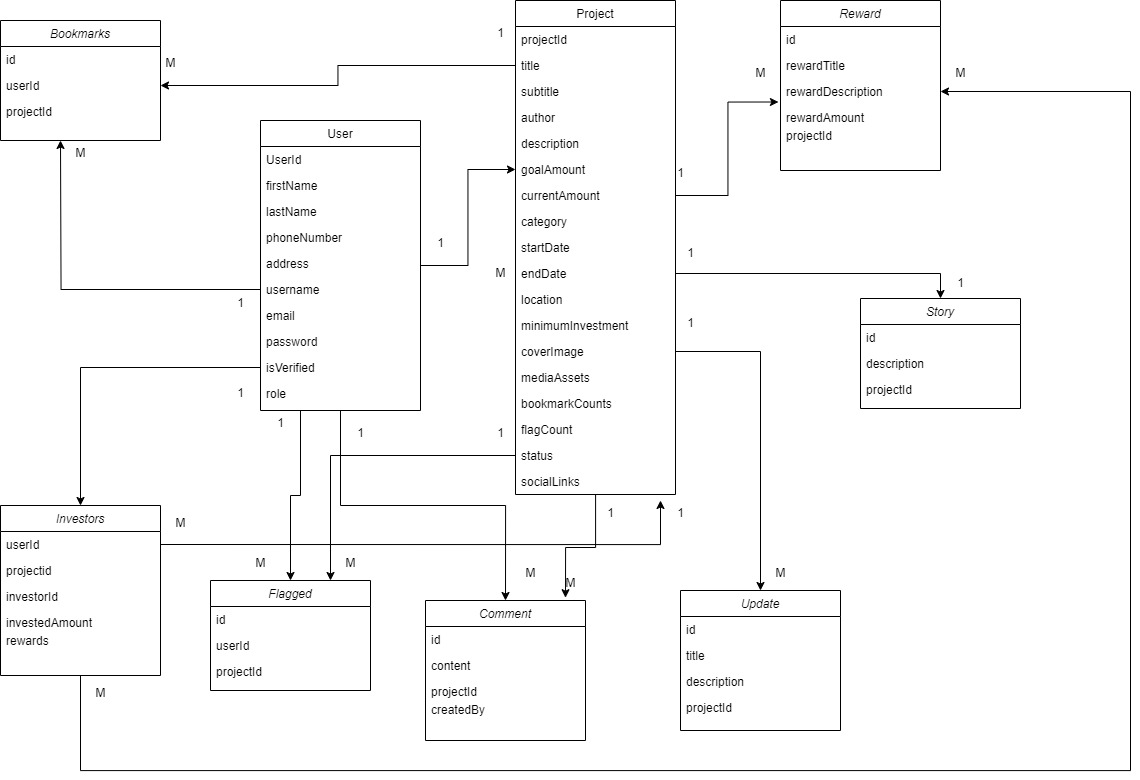 Bookmarks
id
userId
projectId
M
M
1
Project
projectId
title
subtitle
author
description
goalAmount
currentAmount
category
startDate
endDate
location
minimumInvestment
coverImage
mediaAssets
bookmarkCounts
flagCount
status
socialLinks
Reward
id
rewardTitle
rewardDescription
rewardAmount
projectId
M
M
1
User
UserId
firstName
lastName
phoneNumber
address
username
email
password
isVerified
role
1
M
1
1
1
1
1
1
1
1
Story
id
description
projectId
1
Investors
userId
projectid
investorId
investedAmount
rewards
M
M
1
1
M
M
Flagged
id
userId
projectId
M
M
Comment
id
content
projectId
createdBy
M
Update
id
title
description
projectId